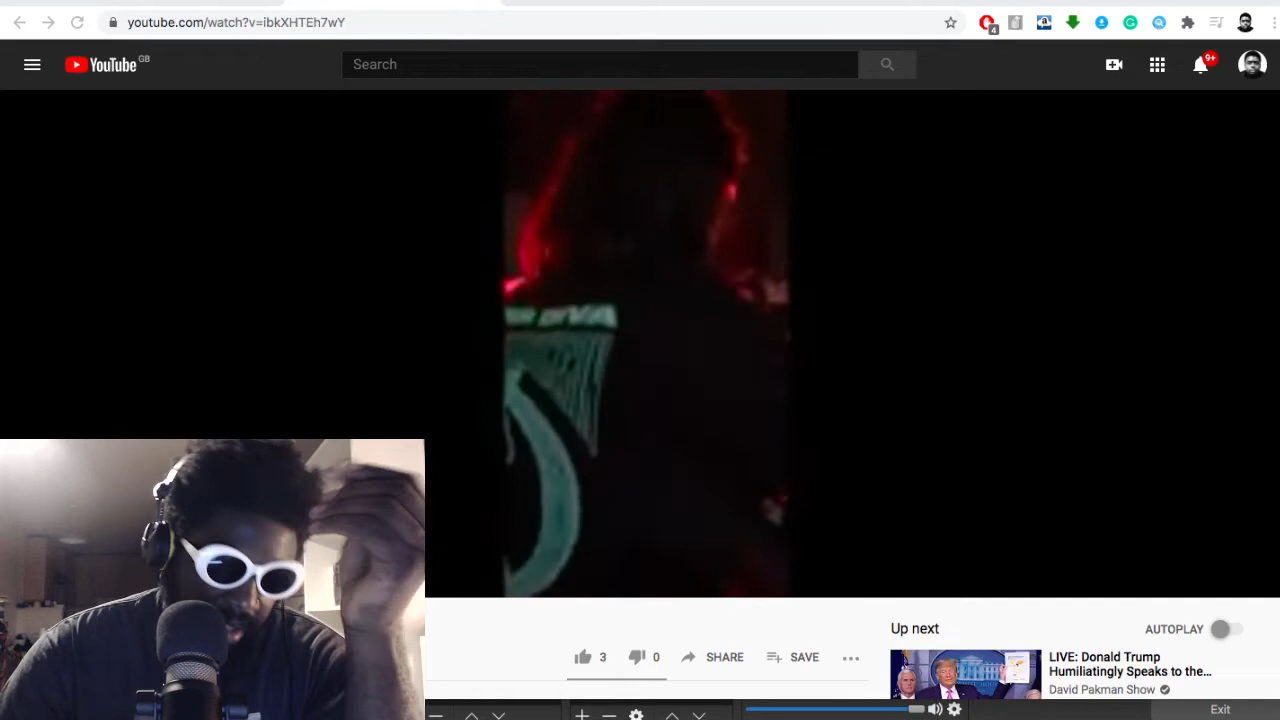 youtube.com/watch?v=ibkXHTEh7wY
4
YouTube GB
Search
9+
3
0
SHARE
SAVE
Up next
AUTOPLAY
LIVE: Donald Trump
Humiliatingly Speaks to the...
David Pakman Show
Exit